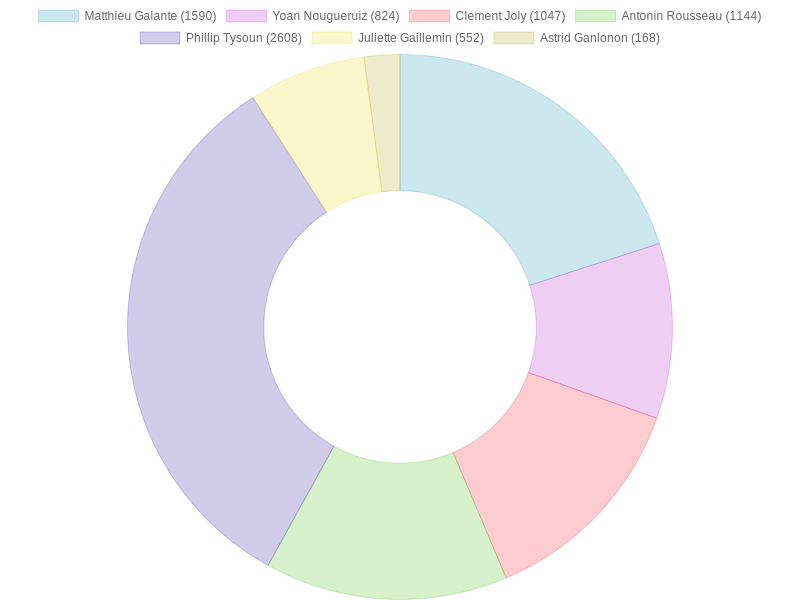 Matthieu Galante (1590) Yoan Nougueruiz (824) Clement Joly (1047) Antonin Rousseau (1144)
Phillip Tysoun (2608) Juliette Gaillemin (552) Astrid Ganlonon (168)